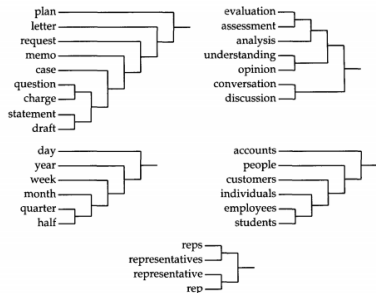 plan
letter
request
memo
case
question
charge
statement
draft
evaluation
assessment
analysis
understanding
opinion
conversation
discussion
day
year
week
month
quarter
half
accounts
people
customers
individuals
employees
students
reps
representatives
representative
rep